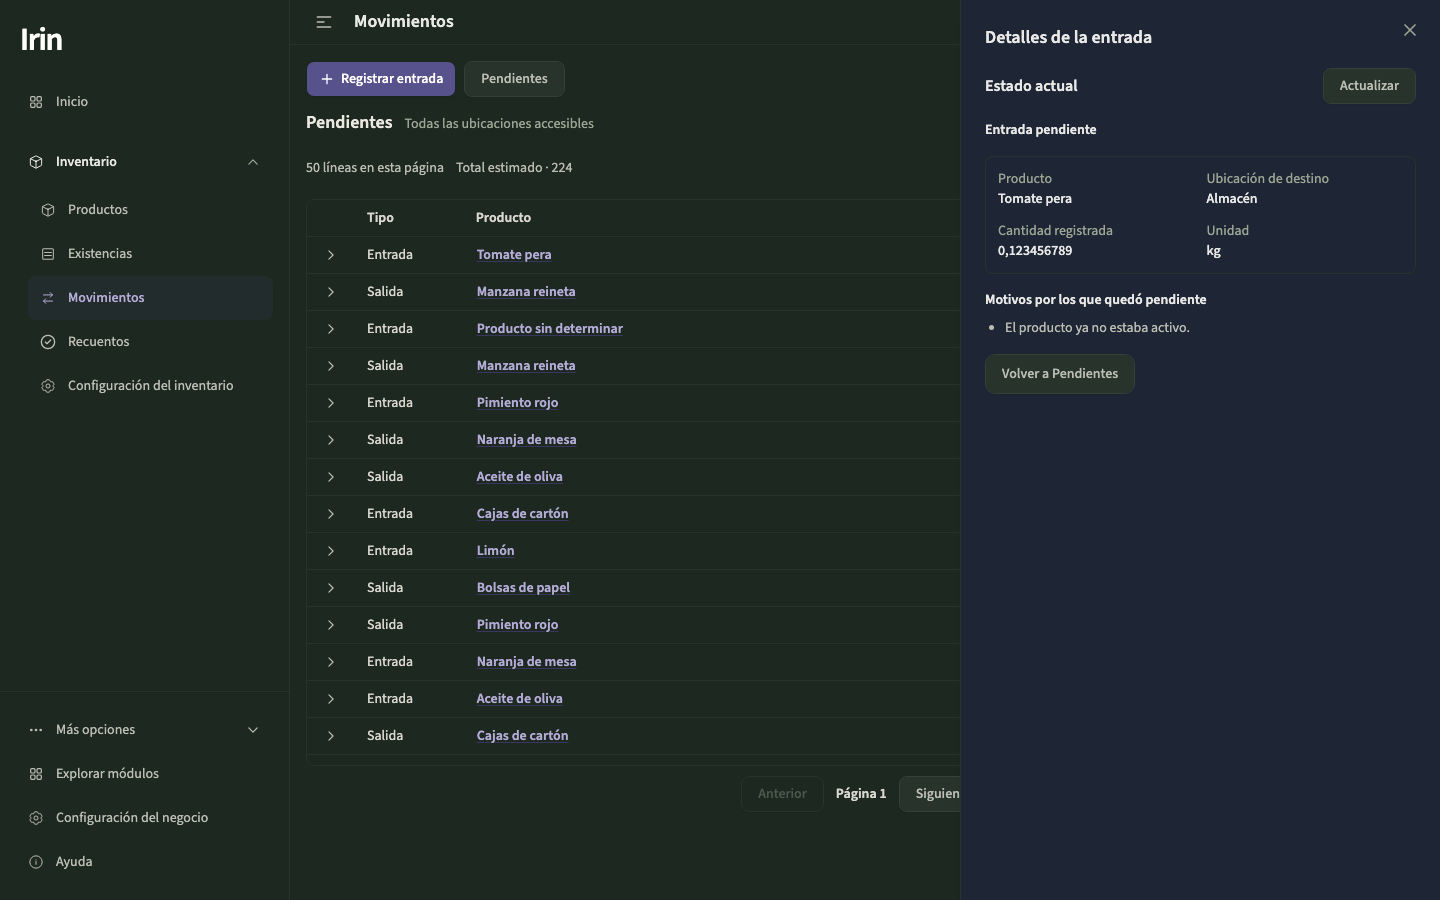 Irin
Inicio
Inventario
Productos
Existencias
Movimientos
Recuentos
Configuración del inventario
Más opciones
Explorar módulos
Configuración del negocio
Ayuda
Movimientos
Registrar entrada
Pendientes
Pendientes Todas las ubicaciones accesibles
50 líneas en esta página Total estimado · 224
Tipo Producto
Entrada Tomate pera
Salida Manzana reineta
Entrada Producto sin determinar
Salida Manzana reineta
Entrada Pimiento rojo
Salida Naranja de mesa
Salida Aceite de oliva
Entrada Cajas de cartón
Entrada Limón
Salida Bolsas de papel
Salida Pimiento rojo
Entrada Naranja de mesa
Entrada Aceite de oliva
Salida Cajas de cartón
Anterior Página 1 Siguien
Detalles de la entrada
Estado actual Actualizar
Entrada pendiente
Producto Ubicación de destino
Tomate pera Almacén
Cantidad registrada Unidad
0,123456789 kg
Motivos por los que quedó pendiente
• El producto ya no estaba activo.
Volver a Pendientes